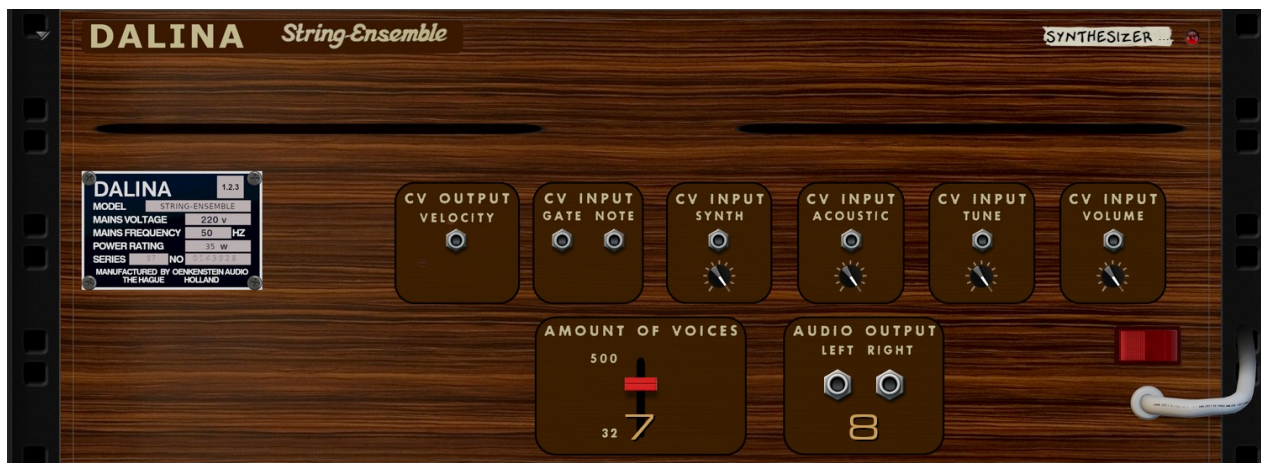 DALINA String-Ensemble
SYNTHESIZER ...
DALINA 1.2.3
MODEL STRING-ENSEMBLE
MAINS VOLTAGE 220 v
MAINS FREQUENCY 50 HZ
POWER RATING 35 W
SERIES 37 NO
MANUFACTURED BY OENKENSTEIN AUDIO
THE HAGUE HOLLAND
CV OUTPUT
VELOCITY
CV INPUT
GATE NOTE
CV INPUT
SYNTH
CV INPUT
ACOUSTIC
CV INPUT
TUNE
CV INPUT
VOLUME
AMOUNT OF VOICES
500
32
7
AUDIO OUTPUT
LEFT RIGHT
8